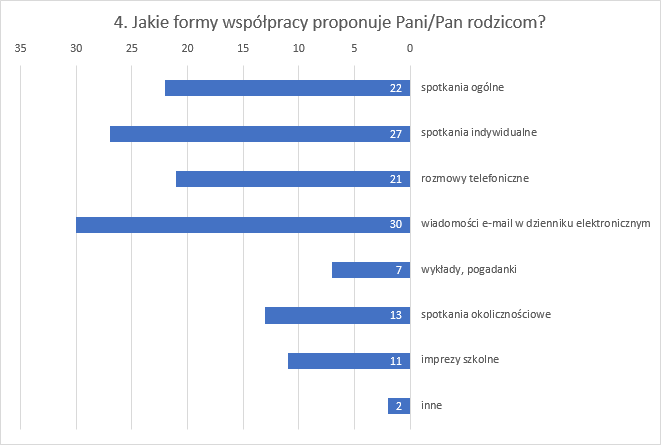 4. Jakie formy współpracy proponuje Pani/Pan rodzicom?
35 30 25 20 15 10 5 0
22 spotkania ogólne
27 spotkania indywidualne
21 rozmowy telefoniczne
30 wiadomości e-mail w dzienniku elektronicznym
7 wykłady, pogadanki
13 spotkania okolicznościowe
11 imprezy szkolne
2 inne